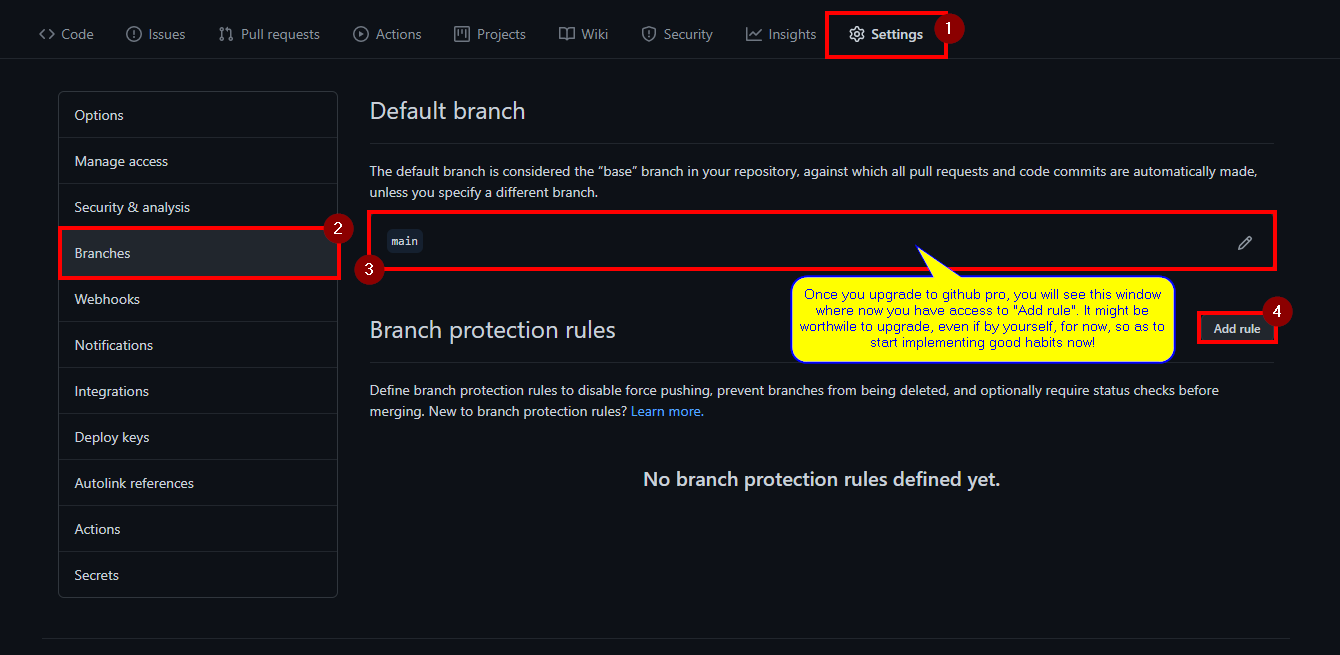 Code
Issues
Pull requests
Actions
Projects
Wiki
Security
Insights
Settings
1
Options
Manage access
Security & analysis
Branches
2
Webhooks
Notifications
Integrations
Deploy keys
Autolink references
Actions
Secrets
Default branch
The default branch is considered the “base” branch in your repository, against which all pull requests and code commits are automatically made,
unless you specify a different branch.
main
3
Once you upgrade to github pro, you will see this window
where now you have access to "Add rule". It might be
worthwile to upgrade, even if by yourself, for now, so as to
start implementing good habits now!
Branch protection rules
Add rule
4
Define branch protection rules to disable force pushing, prevent branches from being deleted, and optionally require status checks before
merging. New to branch protection rules? Learn more.
No branch protection rules defined yet.